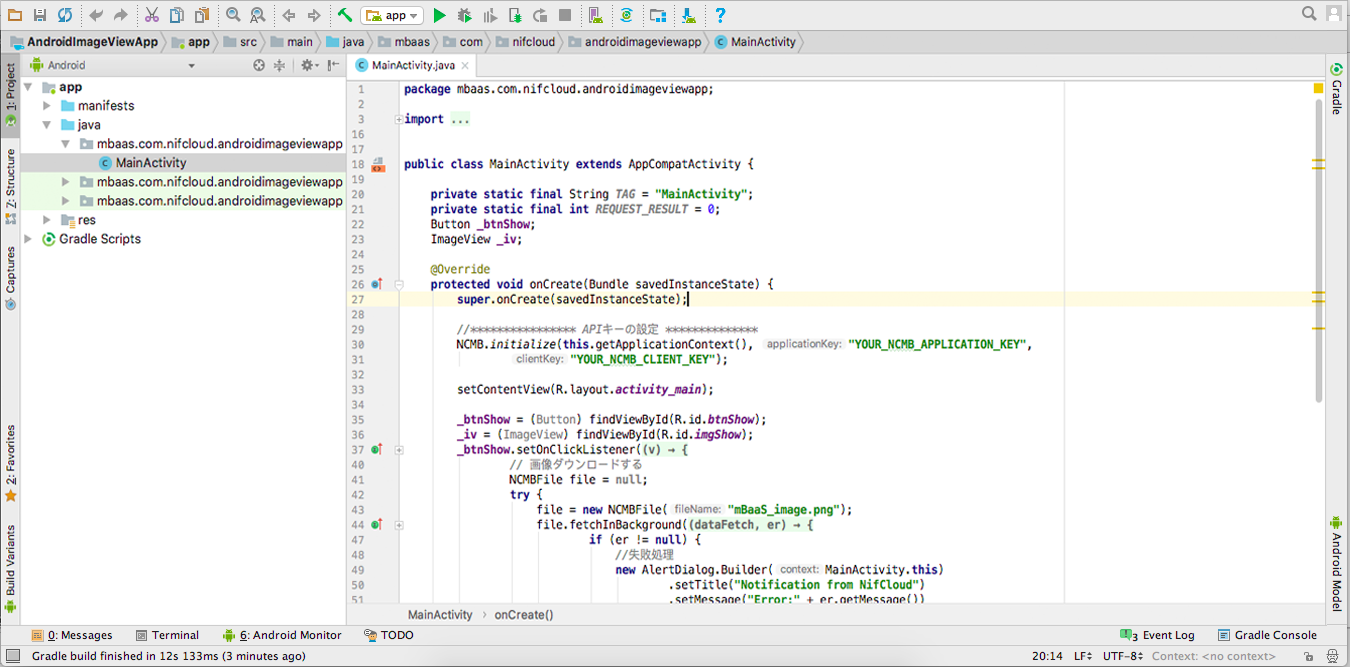 app
AndroidImageViewApp app src main java mbaas com nifcloud androidimageviewapp MainActivity
1: Project
Z: Structure
Captures
2: Favorites
Build Variants
Android
app
manifests
java
mbaas.com.nifcloud.androidimageviewapp
MainActivity
mbaas.com.nifcloud.androidimageviewapp
mbaas.com.nifcloud.androidimageviewapp
res
Gradle Scripts
MainActivity.java
1 package mbaas.com.nifcloud.androidimageviewapp;
2
3 import ...
16
17
18 public class MainActivity extends AppCompatActivity {
19
20 private static final String TAG = "MainActivity";
21 private static final int REQUEST_RESULT = 0;
22 Button _btnShow;
23 ImageView _iv;
24
25 @Override
26 protected void onCreate(Bundle savedInstanceState) {
27 super.onCreate(savedInstanceState);
28
29 //**************** APIキーの設定 **************
30 NCMB.initialize(this.getApplicationContext(), applicationKey: "YOUR_NCMB_APPLICATION_KEY",
31 clientKey: "YOUR_NCMB_CLIENT_KEY");
32
33 setContentView(R.layout.activity_main);
34
35 _btnShow = (Button) findViewById(R.id.btnShow);
36 _iv = (ImageView) findViewById(R.id.imgShow);
37 _btnShow.setOnClickListener((v) → {
40 // 画像ダウンロードする
41 NCMBFile file = null;
42 try {
43 file = new NCMBFile( fileName: "mBaaS_image.png");
44 file.fetchInBackground((dataFetch, er) → {
47 if (er != null) {
48 //失敗処理
49 new AlertDialog.Builder( context: MainActivity.this)
50 .setTitle("Notification from NifCloud")
51 .setMessage("Error:" + er.getMessage())
MainActivity › onCreate()
Gradle
Android Model
0: Messages Terminal 6: Android Monitor TODO 3 Event Log Gradle Console
Gradle build finished in 12s 133ms (3 minutes ago) 20:14 LF UTF-8 Context: <no context>